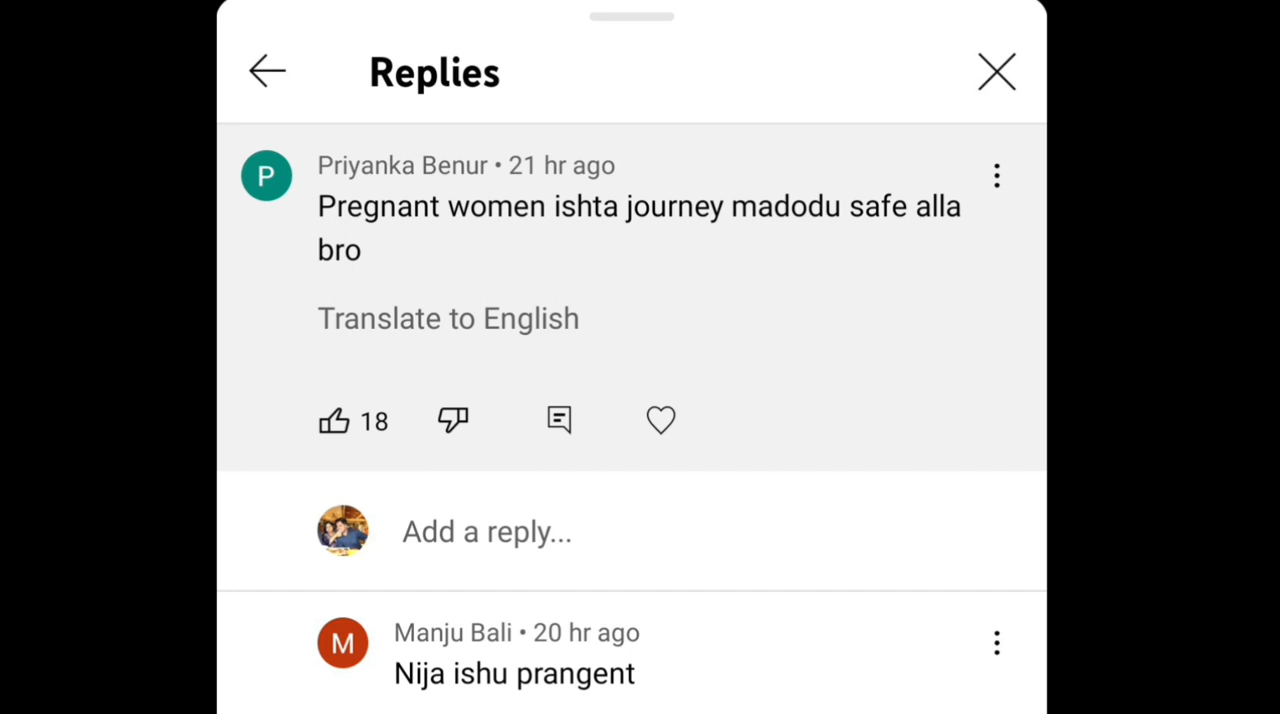 Replies
P
Priyanka Benur • 21 hr ago
Pregnant women ishta journey madodu safe alla
bro
Translate to English
18
Add a reply...
M
Manju Bali • 20 hr ago
Nija ishu prangent